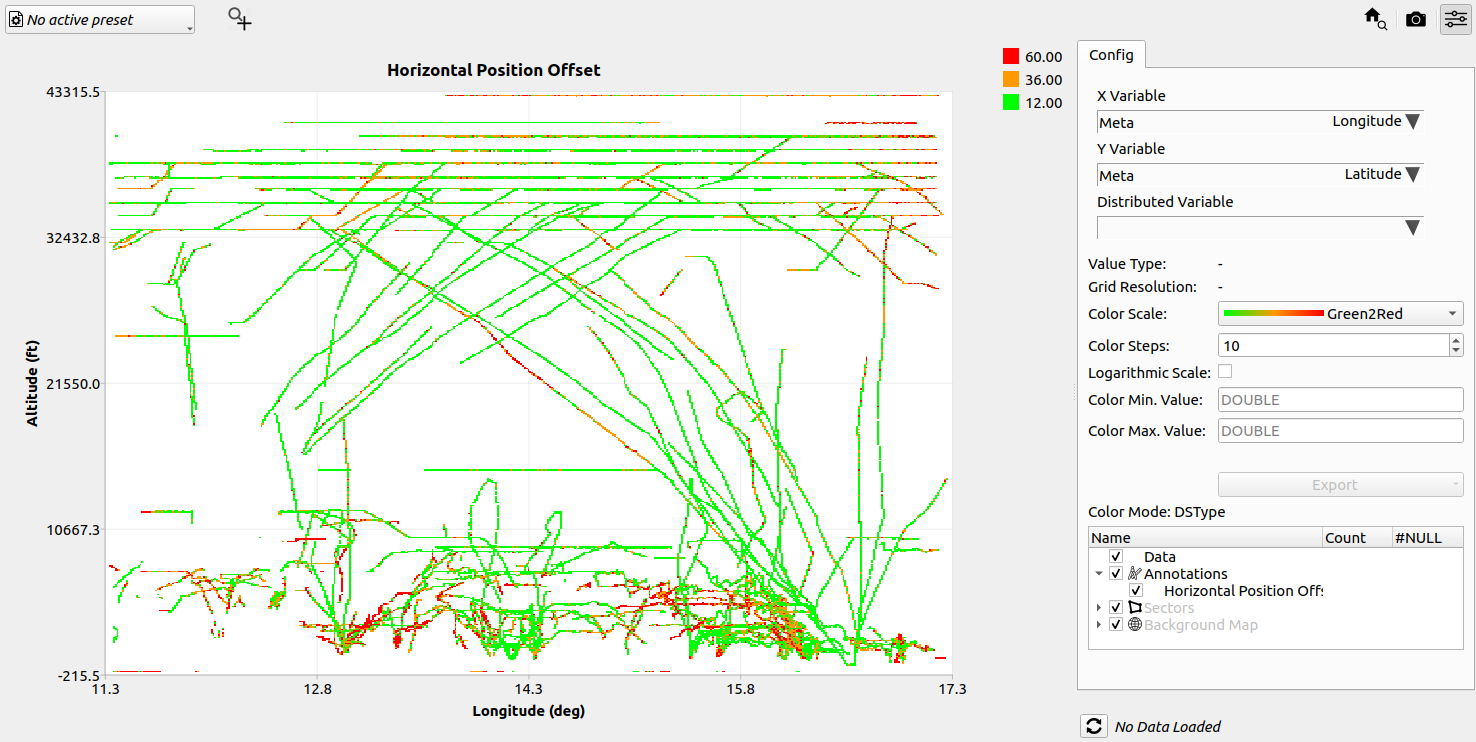 No active preset
Horizontal Position Offset
60.00
36.00
12.00
43315.5
32432.8
21550.0
10667.3
-215.5
Altitude (ft)
11.3 12.8 14.3 15.8 17.3
Longitude (deg)
Config
X Variable
Meta Longitude
Y Variable
Meta Latitude
Distributed Variable
Value Type: -
Grid Resolution: -
Color Scale: Green2Red
Color Steps: 10
Logarithmic Scale:
Color Min. Value: DOUBLE
Color Max. Value: DOUBLE
Export
Color Mode: DSType
Name Count #NULL
Data
Annotations
Horizontal Position Offs
Sectors
Background Map
No Data Loaded